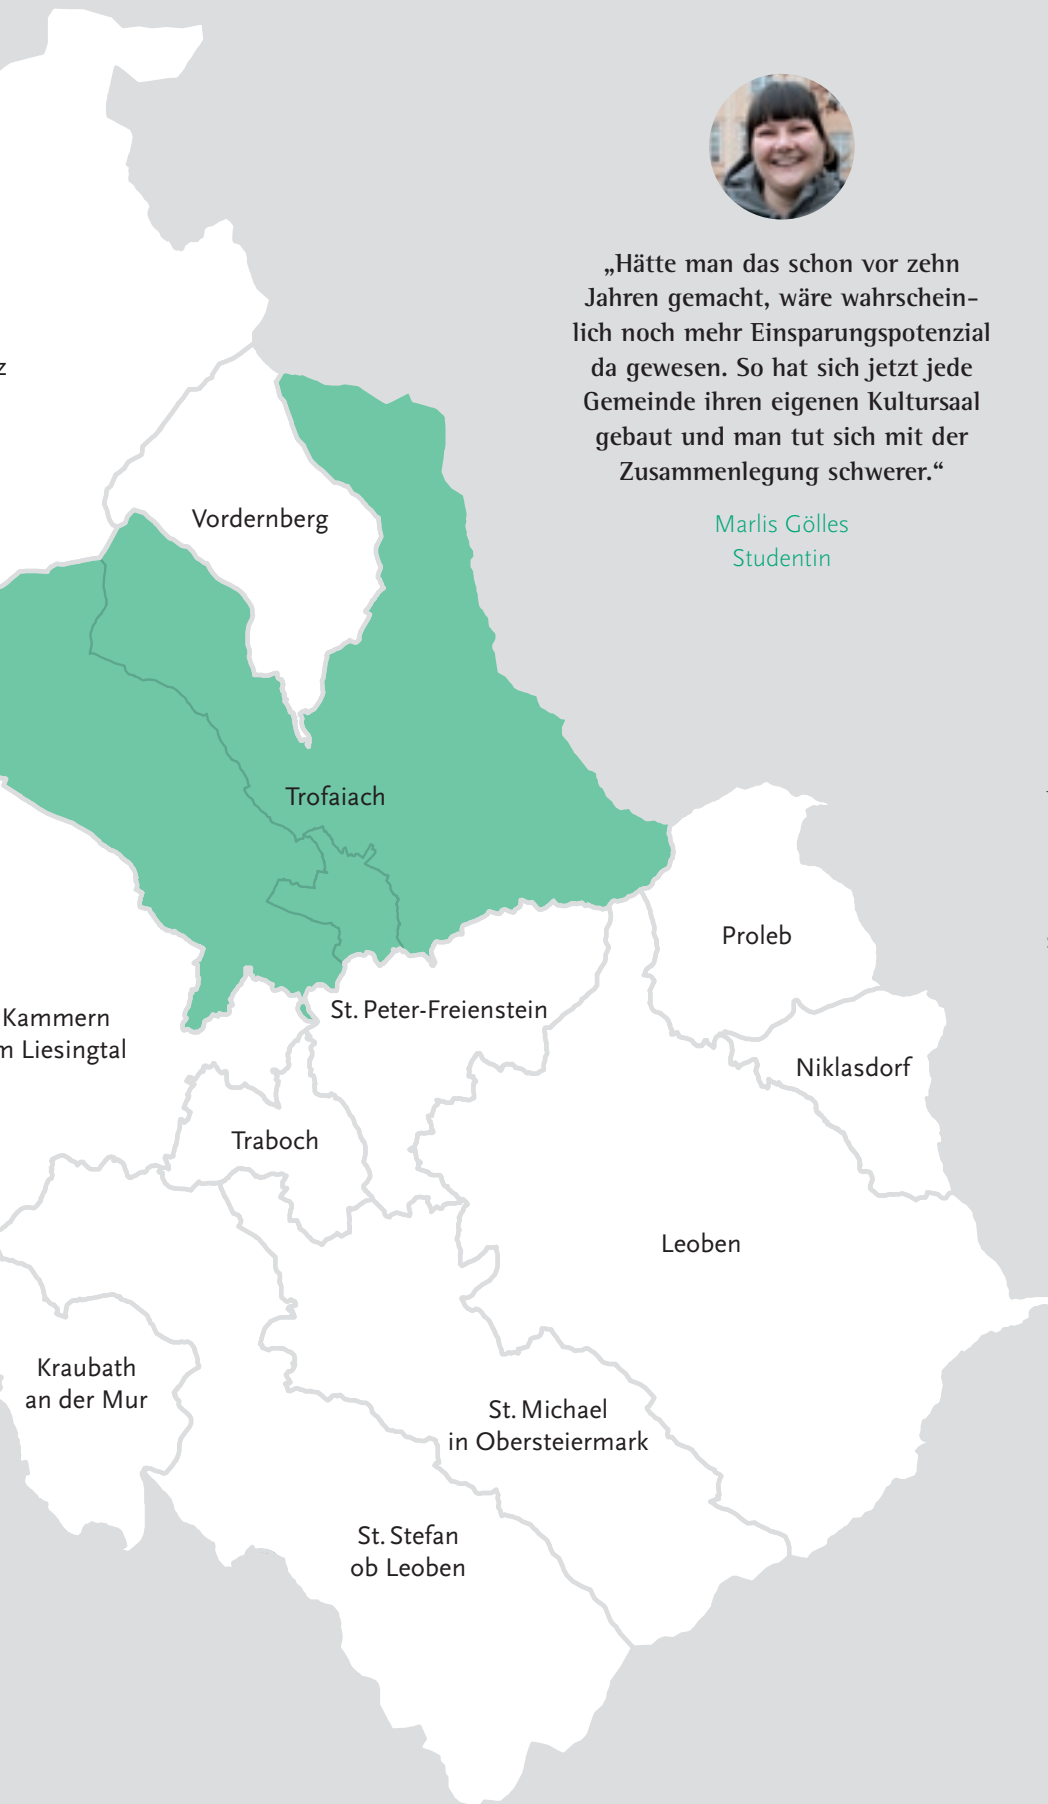 „Hätte man das schon vor zehn
Jahren gemacht, wäre wahrschein-
lich noch mehr Einsparungspotenzial
da gewesen. So hat sich jetzt jede
Gemeinde ihren eigenen Kultursaal
gebaut und man tut sich mit der
Zusammenlegung schwerer.“
Marlis Gölles
Studentin
z
Vordernberg
Trofaiach
Proleb
Kammern
m Liesingtal
St. Peter-Freienstein
Niklasdorf
Traboch
Leoben
Kraubath
an der Mur
St. Michael
in Obersteiermark
St. Stefan
ob Leoben